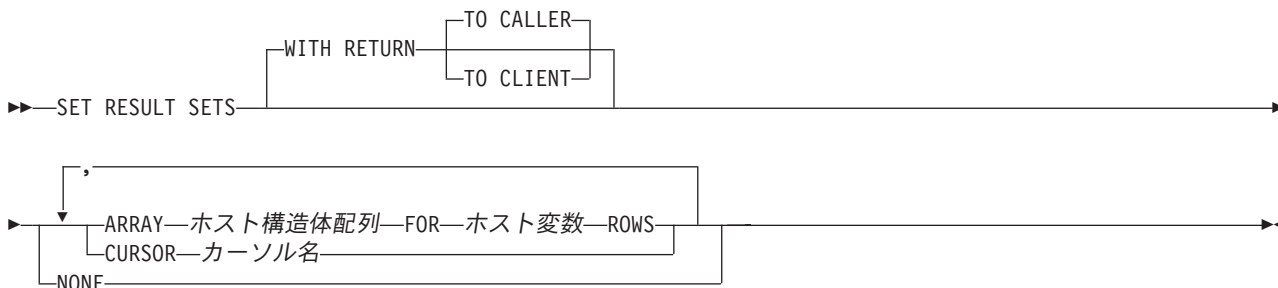 TO CALLER
WITH RETURN
TO CLIENT
SET RESULT SETS
,
ARRAY ホスト構造体配列 FOR ホスト変数 ROWS
CURSOR カーソル名
NONE